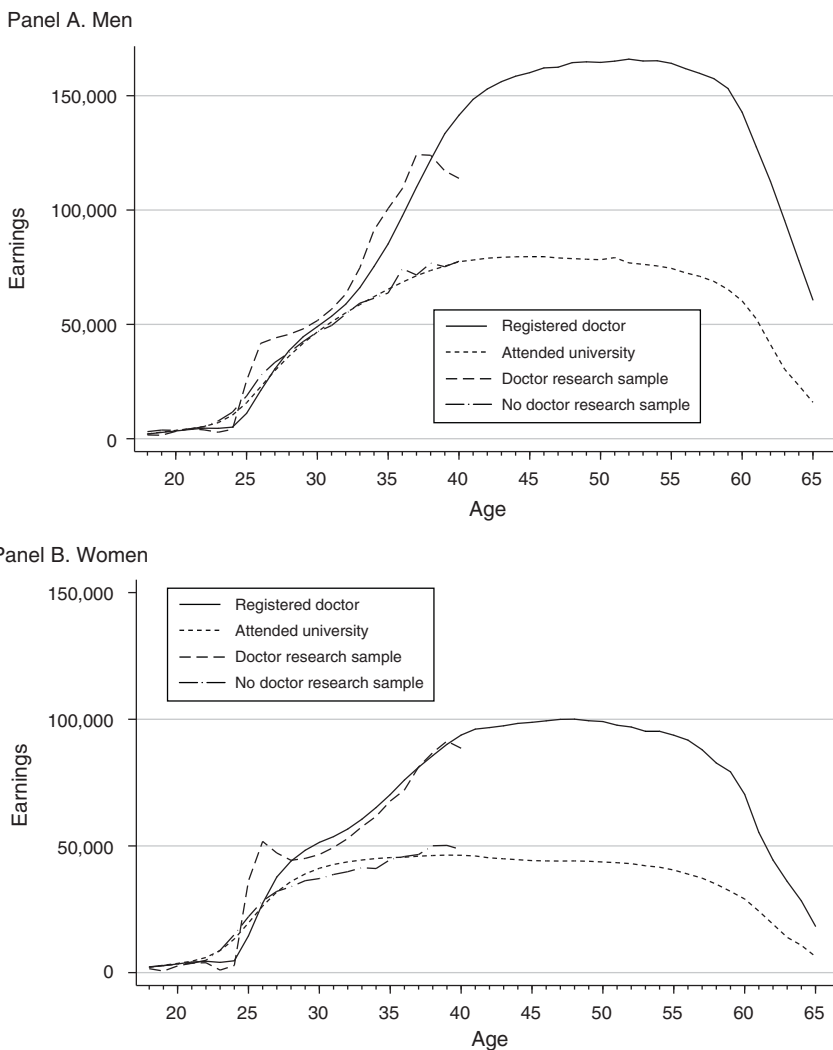 Panel A. Men
150,000
100,000
50,000
0
Earnings
Registered doctor
Attended university
Doctor research sample
No doctor research sample
20 25 30 35 40 45 50 55 60 65
Age
Panel B. Women
150,000
100,000
50,000
0
Earnings
Registered doctor
Attended university
Doctor research sample
No doctor research sample
20 25 30 35 40 45 50 55 60 65
Age